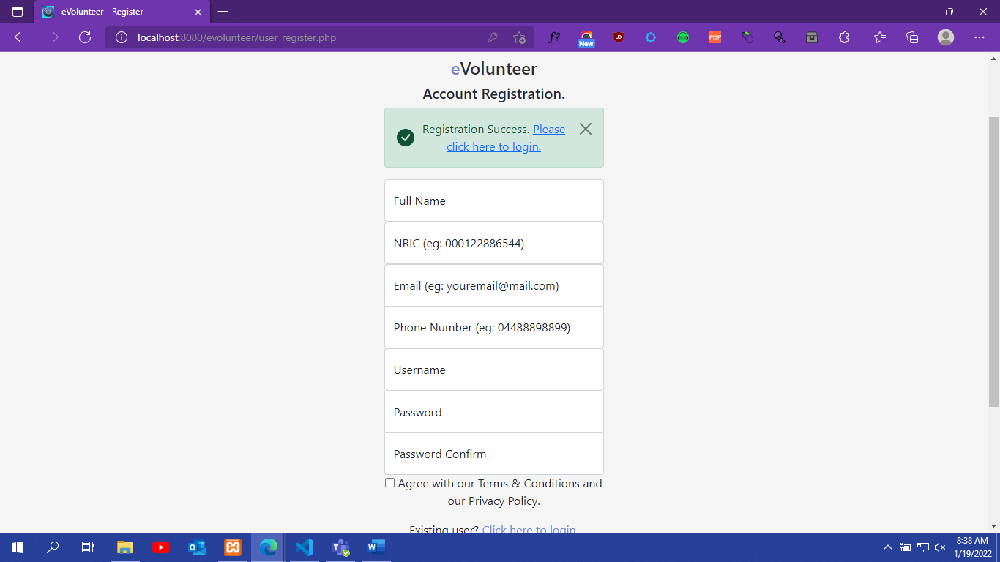 eVolunteer - Register
localhost:8080/evolunteer/user_register.php
f?
New
UD
PDF
eVolunteer
Account Registration.
Registration Success. Please
click here to login.
Full Name
NRIC (eg: 000122886544)
Email (eg: youremail@mail.com)
Phone Number (eg: 04488898899)
Username
Password
Password Confirm
Agree with our Terms & Conditions and
our Privacy Policy.
Existing user? Click here to login
8:38 AM
1/19/2022